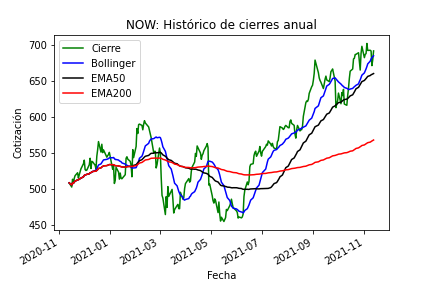 NOW: Histórico de cierres anual
Cierre
Bollinger
EMA50
EMA200
Cotización
700
650
600
550
500
450
2020-11
2021-01
2021-03
2021-05
2021-07
2021-09
2021-11
Fecha